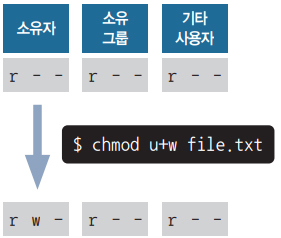 소유자
소유
그룹
기타
사용자
r - - r - - r - -
$ chmod u+w file.txt
r w - r - - r - -